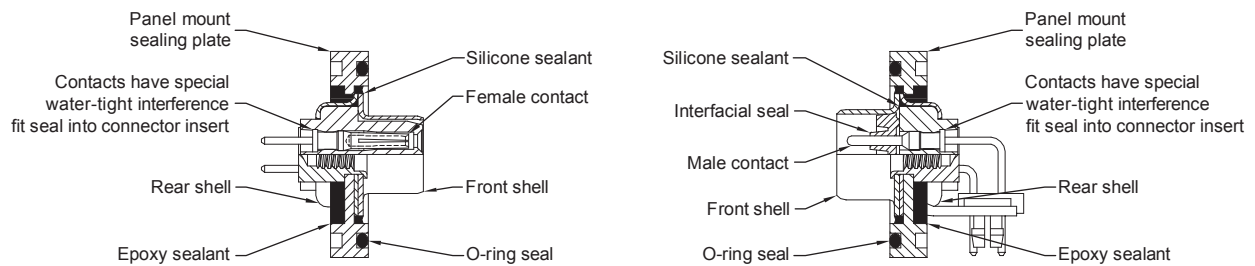 Panel mount
sealing plate
Silicone sealant
Contacts have special
water-tight interference
fit seal into connector insert
Female contact
Rear shell
Front shell
Epoxy sealant
O-ring seal
Panel mount
sealing plate
Silicone sealant
Contacts have special
water-tight interference
fit seal into connector insert
Interfacial seal
Male contact
Rear shell
Front shell
O-ring seal
Epoxy sealant